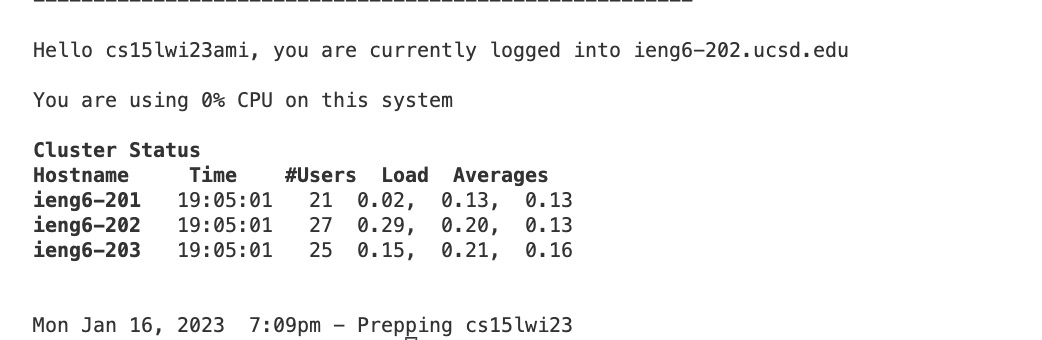 Hello cs15lwi23ami, you are currently logged into ieng6-202.ucsd.edu
You are using 0% CPU on this system
Cluster Status
Hostname     Time    #Users  Load  Averages
ieng6-201   19:05:01   21  0.02,  0.13,  0.13
ieng6-202   19:05:01   27  0.29,  0.20,  0.13
ieng6-203   19:05:01   25  0.15,  0.21,  0.16
Mon Jan 16, 2023  7:09pm - Prepping cs15lwi23